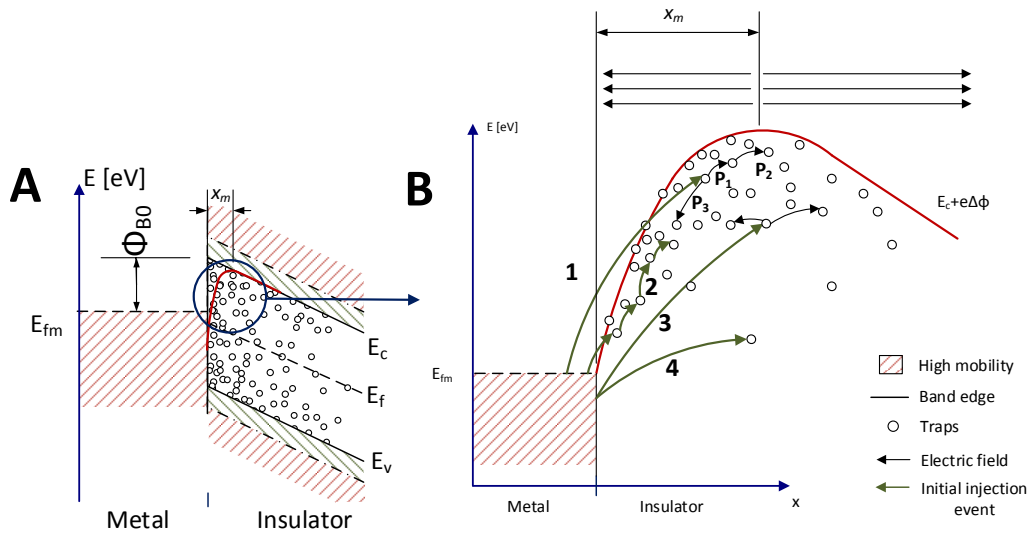 A
E [eV]
x_m
Φ_B0
E_fm
E_c
E_f
E_v
Metal
Insulator
B
x_m
E [eV]
P_1
P_2
P_3
E_c+eΔϕ
1
2
3
4
E_fm
Metal
Insulator
x
High mobility
Band edge
Traps
Electric field
Initial injection
event